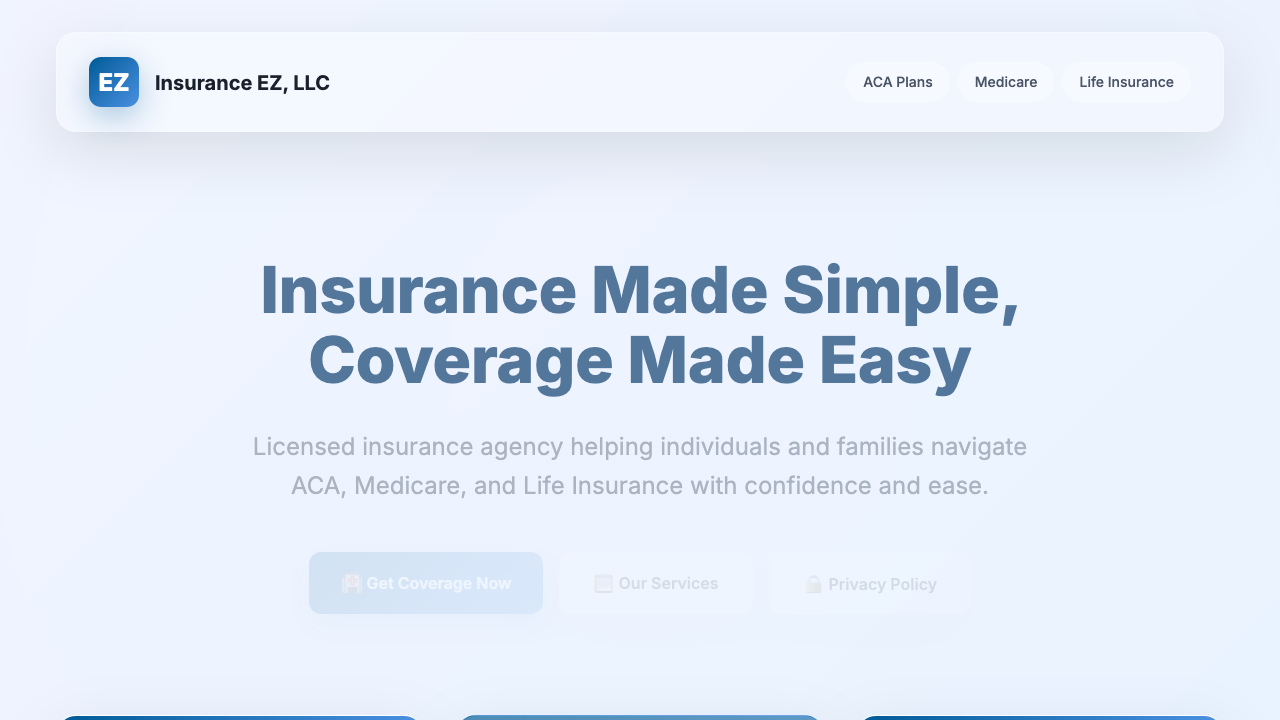 EZ
Insurance EZ, LLC
ACA Plans
Medicare
Life Insurance
Insurance Made Simple,
Coverage Made Easy
Licensed insurance agency helping individuals and families navigate
ACA, Medicare, and Life Insurance with confidence and ease.
Get Coverage Now
Our Services
Privacy Policy